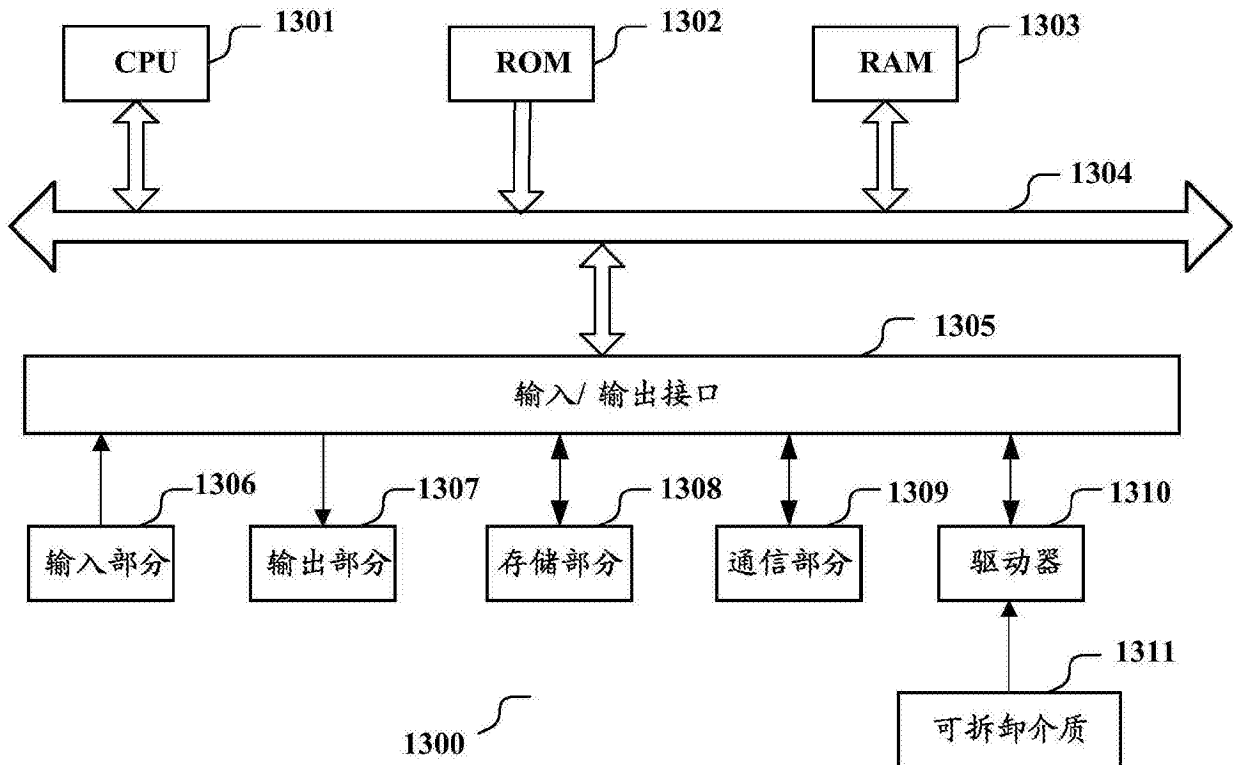 1301
1302
1303
CPU
ROM
RAM
1304
1305
输入/输出接口
1306
1307
1308
1309
1310
输入部分
输出部分
存储部分
通信部分
驱动器
1311
1300
可拆卸介质